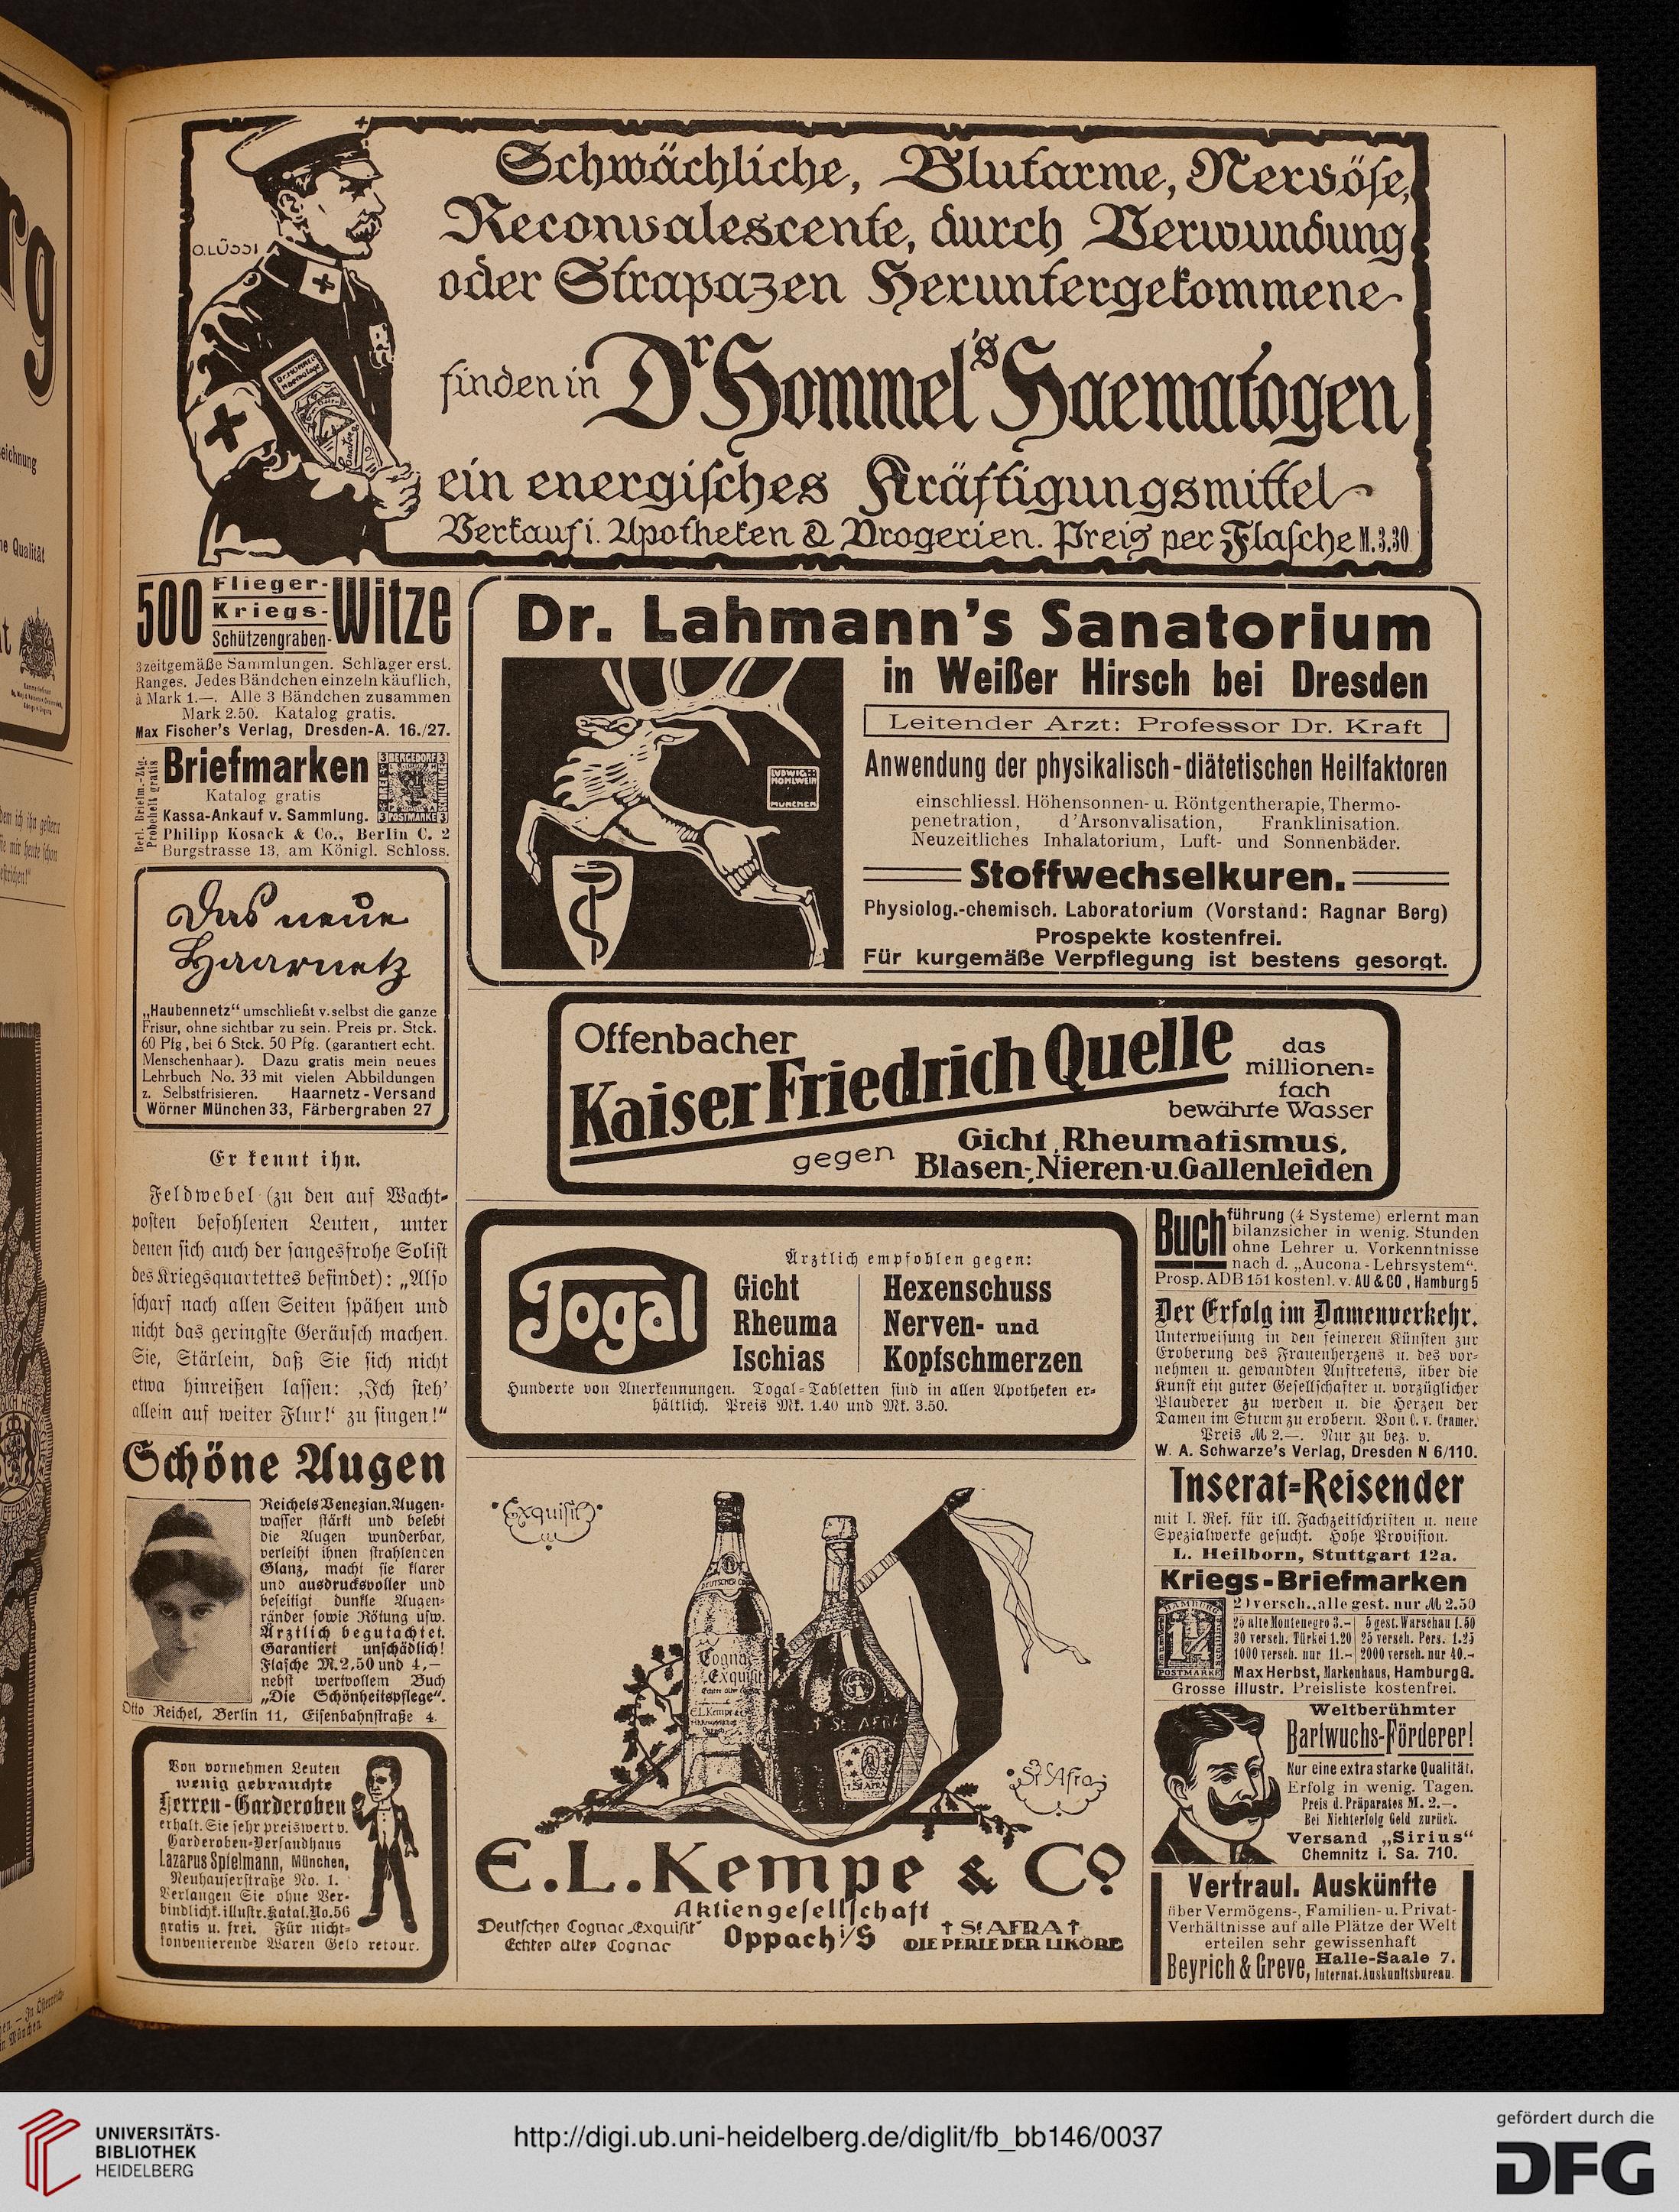 Schwächliche, Blutarme, Nervöse,
Reconvalescente, durch Verwundung
oder Strapazen Heruntergekommene
finden in Dr Hommel's Haematogen
ein energisches Kräftigungsmittel
Verkauf i. Apotheken & Drogerien. Preis per Flasche M. 3.30
O. LÜSSI
500 Flieger-
Kriegs-
Schützengraben-
Witze
3 zeitgemäße Sammlungen. Schlager erst.
Ranges. Jedes Bändchen einzeln käuflich,
à Mark 1.—. Alle 3 Bändchen zusammen
Mark 2.50. Katalog gratis.
Max Fischer's Verlag, Dresden-A. 16./27.
Berl. Briefm.-Ztg.
Probeheft gratis
Briefmarken
Katalog gratis
Kassa-Ankauf v. Sammlung.
Philipp Kosack & Co., Berlin C. 2
Burgstrasse 13, am Königl. Schloss.
BERGEDORF
POSTMARKE
Das neue
Haarnetz
„Haubennetz“ umschließt v. selbst die ganze
Frisur, ohne sichtbar zu sein. Preis pr. Stck.
60 Pfg, bei 6 Stck. 50 Pfg. (garantiert echt.
Menschenhaar). Dazu gratis mein neues
Lehrbuch No. 33 mit vielen Abbildungen
z. Selbstfrisieren. Haarnetz-Versand
Wörner München 33, Färbergraben 27
Er kennt ihn.
Feldwebel (zu den auf Wacht-
posten befohlenen Leuten, unter
denen sich auch der sangesfrohe Solist
des Kriegsquartettes befindet): „Also
scharf nach allen Seiten spähen und
nicht das geringste Geräusch machen.
Sie, Stärlein, daß Sie sich nicht
etwa hinreißen lassen: ‚Ich steh'
allein auf weiter Flur!‘ zu singen!“
Schöne Augen
Reichels Venezian. Augen-
wasser stärkt und belebt
die Augen wunderbar,
verleiht ihnen strahlenden
Glanz, macht sie klarer
und ausdrucksvoller und
beseitigt dunkle Augen-
ränder sowie Rötung usw.
Ärztlich begutachtet.
Garantiert unschädlich!
Flasche M. 2,50 und 4,—
nebst wertvollem Buch
„Die Schönheitspflege“.
Otto Reichel, Berlin 11, Eisenbahnstraße 4.
Von vornehmen Leuten
wenig gebrauchte
Herren-Garderoben
erhalt. Sie sehr preiswert v.
Garderoben-Versandhaus
Lazarus Spielmann, München,
Neuhauserstraße No. 1.
Verlangen Sie ohne Ver-
bindlichk. illustr. Katal. No. 56
gratis u. frei. Für nicht-
konvenierende Waren Geld retour.
Dr. Lahmann's Sanatorium
in Weißer Hirsch bei Dresden
Leitender Arzt: Professor Dr. Kraft
Anwendung der physikalisch-diätetischen Heilfaktoren
einschliessl. Höhensonnen- u. Röntgentherapie, Thermo-
penetration, d'Arsonvalisation, Franklinisation.
Neuzeitliches Inhalatorium, Luft- und Sonnenbäder.
Stoffwechselkuren.
Physiolog.-chemisch. Laboratorium (Vorstand: Ragnar Berg)
Prospekte kostenfrei.
Für kurgemäße Verpflegung ist bestens gesorgt.
LUDWIG
HOHLWEIN
MÜNCHEN
Offenbacher
Kaiser Friedrich Quelle
das
millionen-
fach
bewährte Wasser
gegen Gicht, Rheumatismus,
Blasen-, Nieren- u. Gallenleiden
Togal
Ärztlich empfohlen gegen:
Gicht
Rheuma
Ischias
Hexenschuss
Nerven- und
Kopfschmerzen
Hunderte von Anerkennungen. Togal-Tabletten sind in allen Apotheken er-
hältlich. Preis Mk. 1.40 und Mk. 3.50.
Exquisit
DEUTSCHER
Cognac
Exquisit
E.L. Kempe & C
St. AFRA
St. Afra
E. L. Kempe & Co
Aktiengesellschaft
Deutscher Cognac „Exquisit“
Echter alter Cognac
Oppach i/S
† St. AFRA †
DIE PERLE DER LIKÖRE
Buchführung (4 Systeme) erlernt man
bilanzsicher in wenig. Stunden
ohne Lehrer u. Vorkenntnisse
nach d. „Aucona-Lehrsystem“.
Prosp. ADB 151 kostenl. v. AU & CO, Hamburg 5
Der Erfolg im Damenverkehr.
Unterweisung in den feineren Künsten zur
Eroberung des Frauenherzens u. des vor-
nehmen u. gewandten Auftretens, über die
Kunst ein guter Gesellschafter u. vorzüglicher
Plauderer zu werden u. die Herzen der
Damen im Sturm zu erobern. Von C. v. Cramer.
Preis M 2.—. Nur zu bez. v.
W. A. Schwarze's Verlag, Dresden N 6/110.
Inserat-Reisender
mit I. Ref. für ill. Fachzeitschriften u. neue
Spezialwerke gesucht. Hohe Provision.
L. Heilborn, Stuttgart 12a.
Kriegs-Briefmarken
HAMBURG
POSTMARKE
versch. alle gest. nur M 2.50
25 alte Montenegro 3.— 5 gest. Warschau 1.50
30 versch. Türkei 1.20 25 versch. Pers. 1.25
1000 versch. nur 11.— 2000 versch. nur 40.—
Max Herbst, Markenhaus, Hamburg G.
Grosse illustr. Preisliste kostenfrei.
Weltberühmter
Bartwuchs-Förderer!
Nur eine extra starke Qualität.
Erfolg in wenig. Tagen.
Preis d. Präparates M. 2.—.
Bei Nichterfolg Geld zurück.
Versand „Sirius“
Chemnitz i. Sa. 710.
Vertraul. Auskünfte
über Vermögens-, Familien- u. Privat-
Verhältnisse auf alle Plätze der Welt
erteilen sehr gewissenhaft
Beyrich & Greve, Halle-Saale 7.
Internat. Auskunftsbureau.
UNIVERSITÄTS-
BIBLIOTHEK
HEIDELBERG
http://digi.ub.uni-heidelberg.de/diglit/fb_bb146/0037
gefördert durch die
DFG